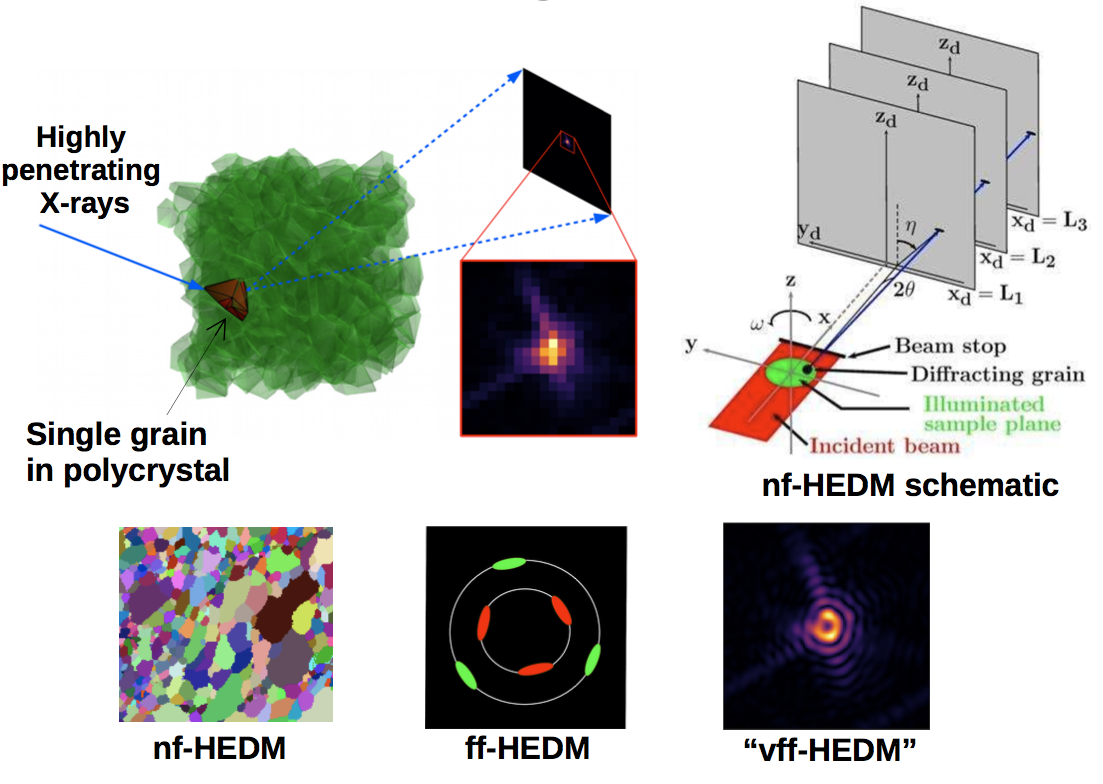 Highly
penetrating
X-rays
Single grain
in polycrystal
z_d
z_d
z_d
y_d
η
2θ
x_d = L_3
x_d = L_2
x_d = L_1
z
ω
x
y
Beam stop
Diffracting grain
Illuminated
sample plane
Incident beam
nf-HEDM schematic
nf-HEDM
ff-HEDM
“vff-HEDM”